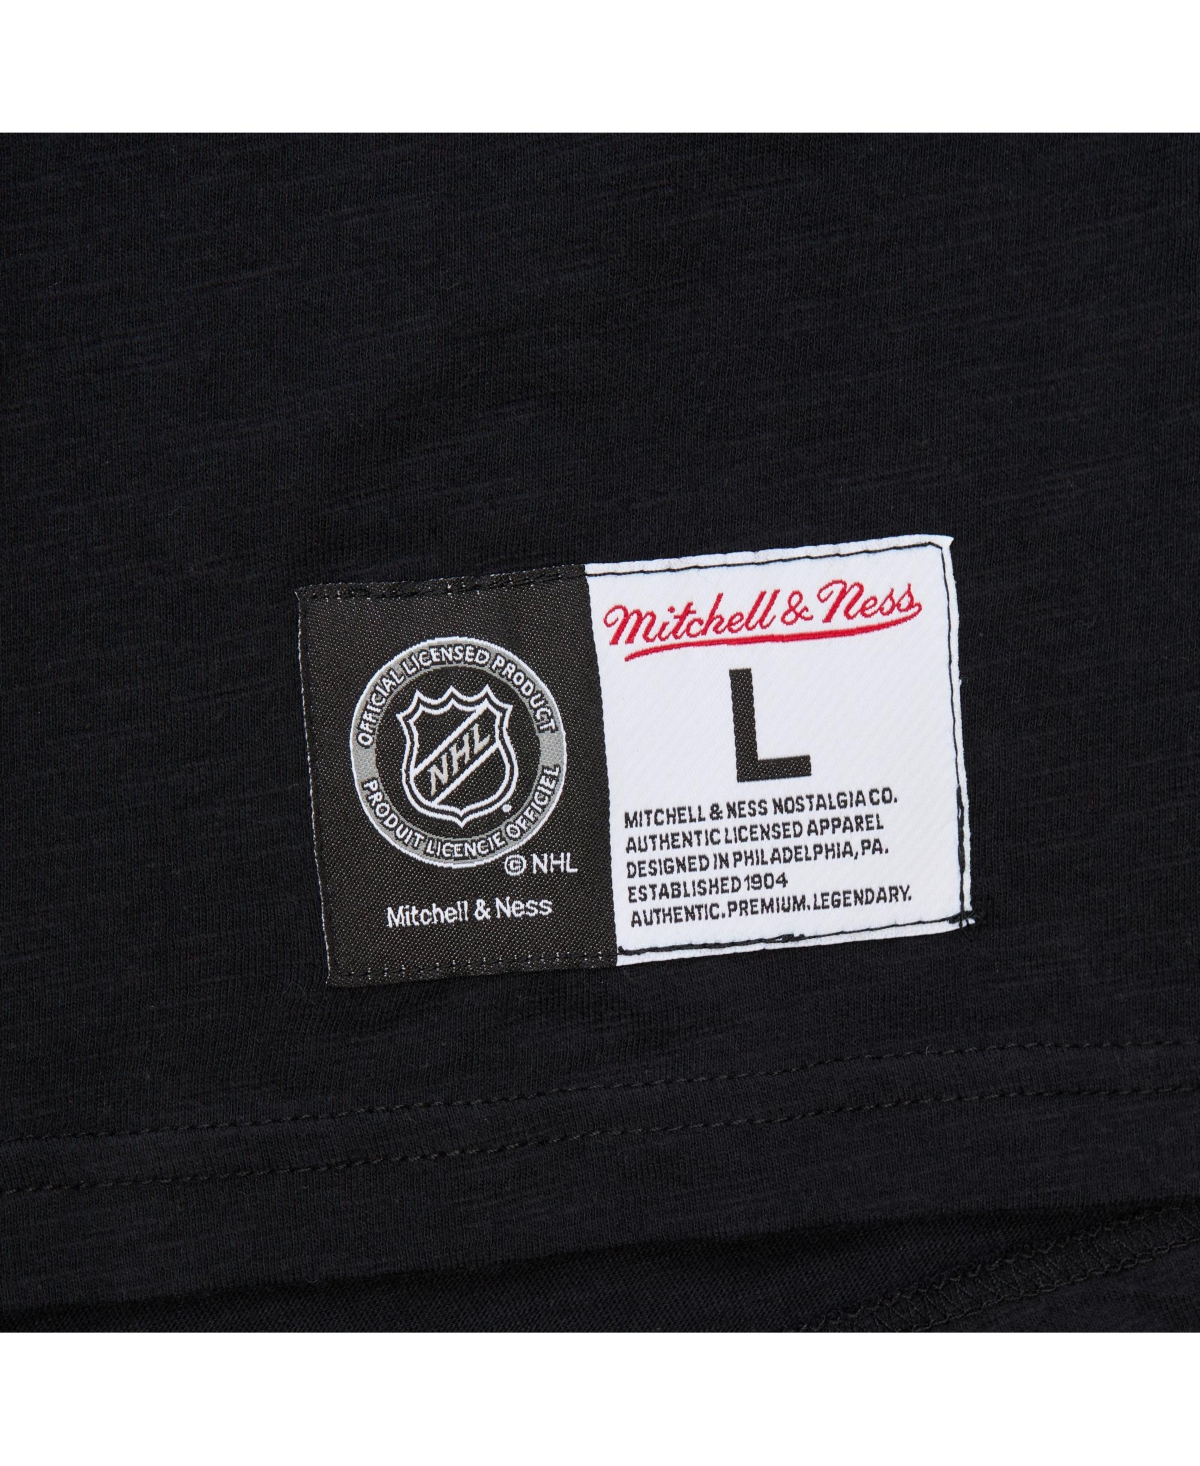 OFFICIAL LICENSED PRODUCT
NHL
PRODUIT LICENCIE OFFICIEL
© NHL
Mitchell & Ness
Mitchell & Ness
L
MITCHELL & NESS NOSTALGIA CO.
AUTHENTIC LICENSED APPAREL
DESIGNED IN PHILADELPHIA, PA.
ESTABLISHED 1904
AUTHENTIC. PREMIUM. LEGENDARY.